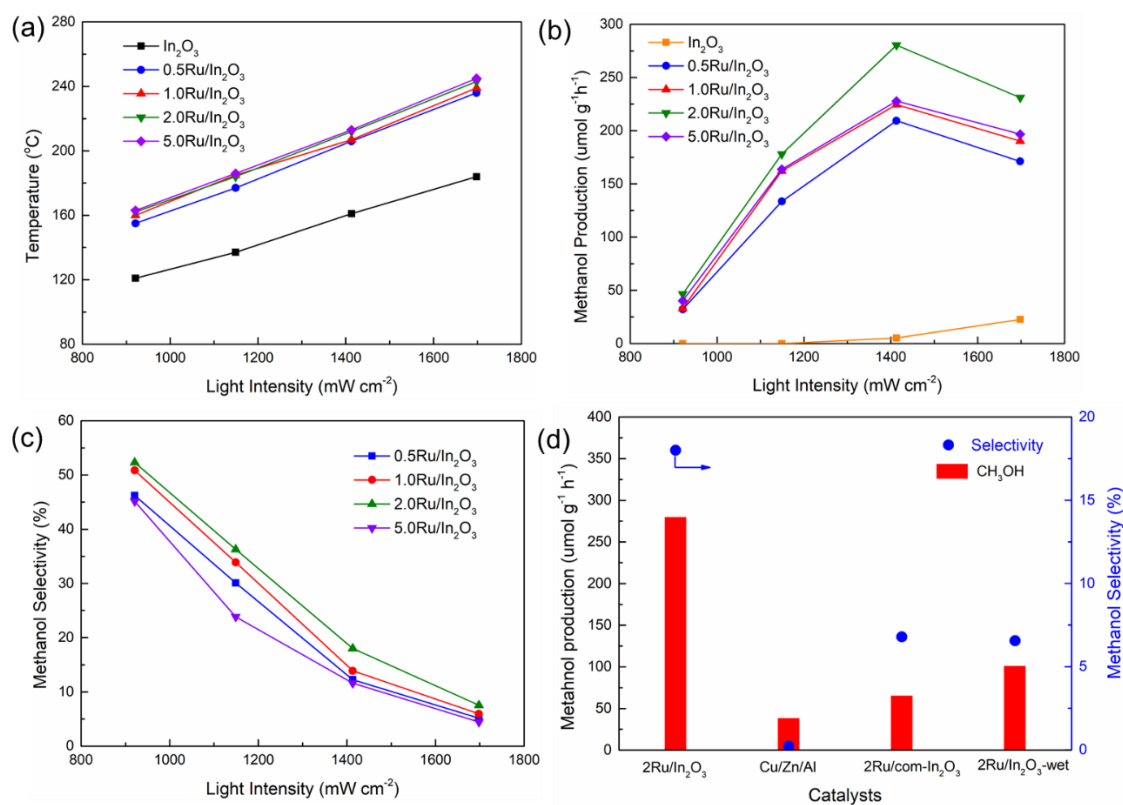 (a)
In₂O₃
0.5Ru/In₂O₃
1.0Ru/In₂O₃
2.0Ru/In₂O₃
5.0Ru/In₂O₃
Temperature (°C)
280
240
200
160
120
80
800 1000 1200 1400 1600 1800
Light Intensity (mW cm⁻²)
(b)
In₂O₃
0.5Ru/In₂O₃
1.0Ru/In₂O₃
2.0Ru/In₂O₃
5.0Ru/In₂O₃
Methanol Production (umol g⁻¹h⁻¹)
300
250
200
150
100
50
0
800 1000 1200 1400 1600 1800
Light Intensity (mW cm⁻²)
(c)
0.5Ru/In₂O₃
1.0Ru/In₂O₃
2.0Ru/In₂O₃
5.0Ru/In₂O₃
Methanol Selectivity (%)
60
50
40
30
20
10
0
800 1000 1200 1400 1600 1800
Light Intensity (mW cm⁻²)
(d)
Selectivity
CH₃OH
Metahnol production (umol g⁻¹ h⁻¹)
400
350
300
250
200
150
100
50
0
Methanol Selectivity (%)
20
15
10
5
0
2Ru/In₂O₃ Cu/Zn/Al 2Ru/com-In₂O₃ 2Ru/In₂O₃-wet
Catalysts